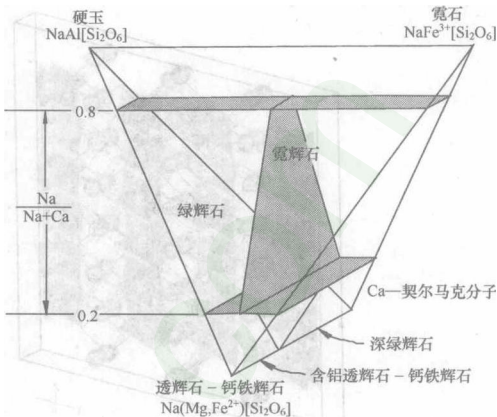 硬玉
NaAl[Si₂O₆]
霓石
NaFe³⁺[Si₂O₆]
0.8
霓辉石
Na
Na+Ca
绿辉石
Ca—契尔马克分子
0.2
深绿辉石
含铝透辉石－钙铁辉石
透辉石－钙铁辉石
Na(Mg,Fe²⁺)[Si₂O₆]